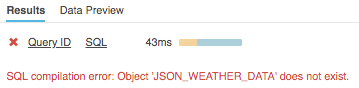 Results Data Preview
Query ID SQL 43ms
SQL compilation error: Object 'JSON_WEATHER_DATA' does not exist.